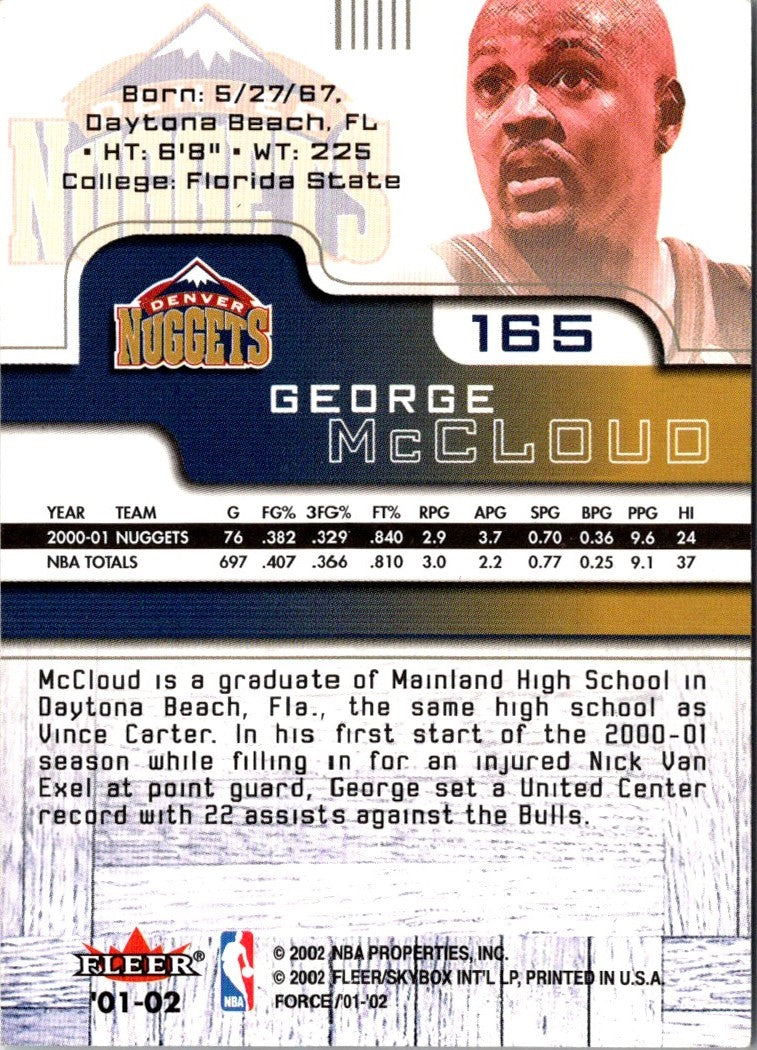 Born: 5/27/67,
Daytona Beach, FL
• HT: 6'8" • WT: 225
College: Florida State
DENVER
NUGGETS
165
GEORGE
McCLOUD
YEAR TEAM G FG% 3FG% FT% RPG APG SPG BPG PPG HI
2000-01 NUGGETS 76 .382 .329 .840 2.9 3.7 0.70 0.36 9.6 24
NBA TOTALS 697 .407 .366 .810 3.0 2.2 0.77 0.25 9.1 37
McCloud is a graduate of Mainland High School in
Daytona Beach, Fla., the same high school as
Vince Carter. In his first start of the 2000-01
season while filling in for an injured Nick Van
Exel at point guard, George set a United Center
record with 22 assists against the Bulls.
FLEER®
'01-02
NBA
© 2002 NBA PROPERTIES, INC.
© 2002 FLEER/SKYBOX INT'L LP, PRINTED IN U.S.A.
FORCE/'01-'02